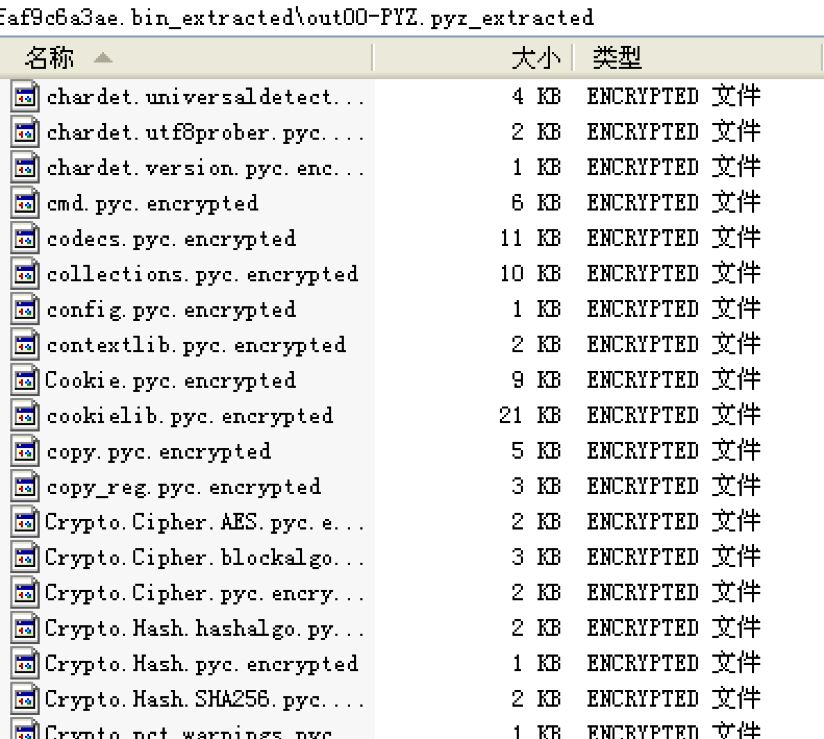 faf9c6a3ae.bin_extracted\out00-PYZ.pyz_extracted
名称 大小 类型
chardet.universaldetect... 4 KB ENCRYPTED 文件
chardet.utf8prober.pyc.... 2 KB ENCRYPTED 文件
chardet.version.pyc.enc... 1 KB ENCRYPTED 文件
cmd.pyc.encrypted 6 KB ENCRYPTED 文件
codecs.pyc.encrypted 11 KB ENCRYPTED 文件
collections.pyc.encrypted 10 KB ENCRYPTED 文件
config.pyc.encrypted 1 KB ENCRYPTED 文件
contextlib.pyc.encrypted 2 KB ENCRYPTED 文件
Cookie.pyc.encrypted 9 KB ENCRYPTED 文件
cookielib.pyc.encrypted 21 KB ENCRYPTED 文件
copy.pyc.encrypted 5 KB ENCRYPTED 文件
copy_reg.pyc.encrypted 3 KB ENCRYPTED 文件
Crypto.Cipher.AES.pyc.e... 2 KB ENCRYPTED 文件
Crypto.Cipher.blockalgo... 3 KB ENCRYPTED 文件
Crypto.Cipher.pyc.encry... 2 KB ENCRYPTED 文件
Crypto.Hash.hashalgo.py... 2 KB ENCRYPTED 文件
Crypto.Hash.pyc.encrypted 1 KB ENCRYPTED 文件
Crypto.Hash.SHA256.pyc.... 2 KB ENCRYPTED 文件
Crypto.pct_warnings.pyc 1 KB ENCRYPTED 文件